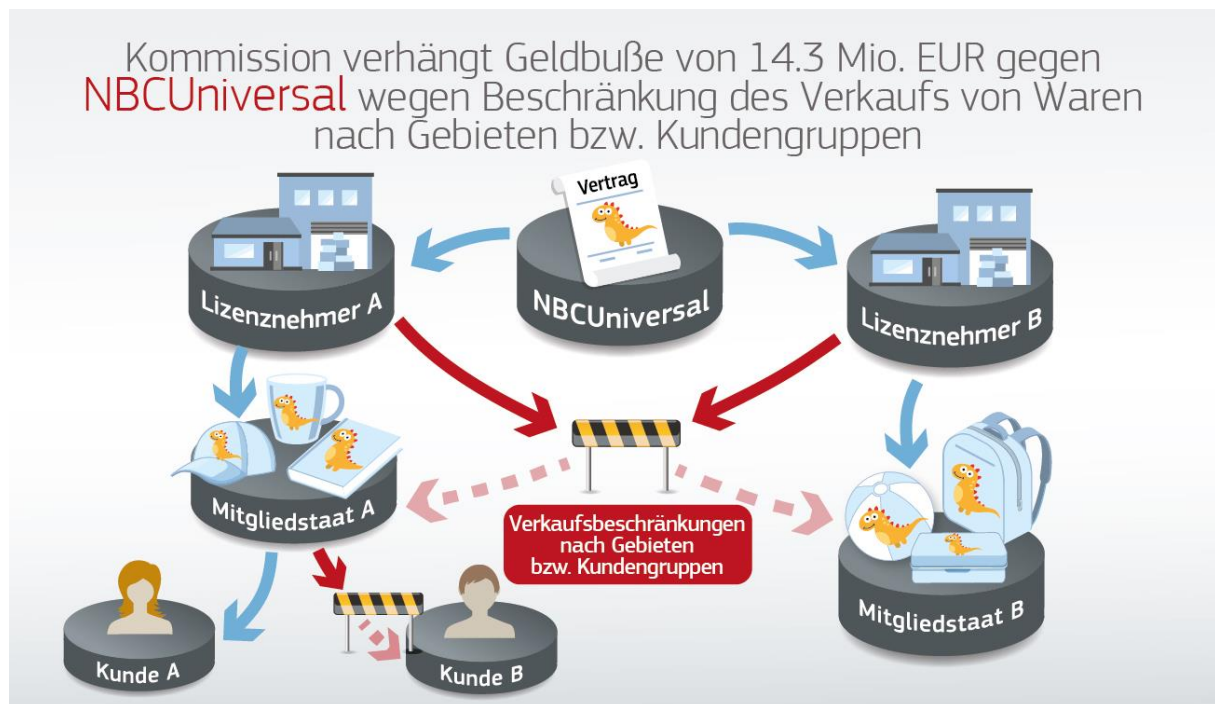 Kommission verhängt Geldbuße von 14.3 Mio. EUR gegen
NBCUniversal wegen Beschränkung des Verkaufs von Waren
nach Gebieten bzw. Kundengruppen
Vertrag
Lizenznehmer A
NBCUniversal
Lizenznehmer B
Mitgliedstaat A
Verkaufsbeschränkungen
nach Gebieten
bzw. Kundengruppen
Mitgliedstaat B
Kunde A
Kunde B